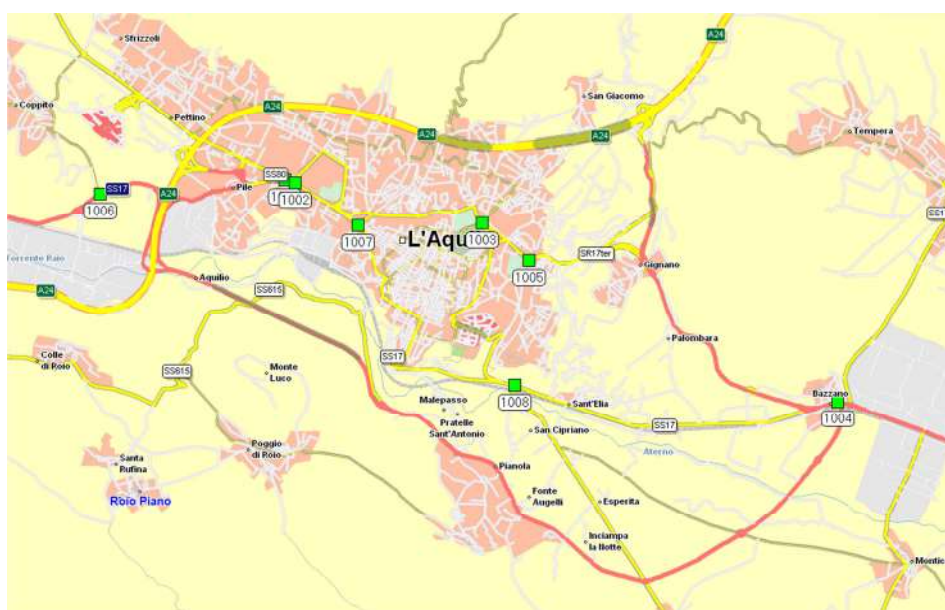 Sfrizzoli
A24
San Giacomo
Coppito
A24
Pettino
A24
A24
Tempera
SS80
SS17
Pile
A24
1002
1006
1007
L'Aqu
1003
1005
SR17ter
Gignano
Torrente Raio
Aquilio
A24
SS615
Palombara
SS17
Colle
di Roio
SS615
Monte
Luco
Malepasso
1008
Sant'Elia
Bazzano
1004
Pratelle
Sant'Antonio
San Cipriano
SS17
Aterno
Poggio
di Roio
Santa
Rufina
Pianola
Roio Piano
Fonte
Augelli
Esperita
Inciampa
la Notte
Montic